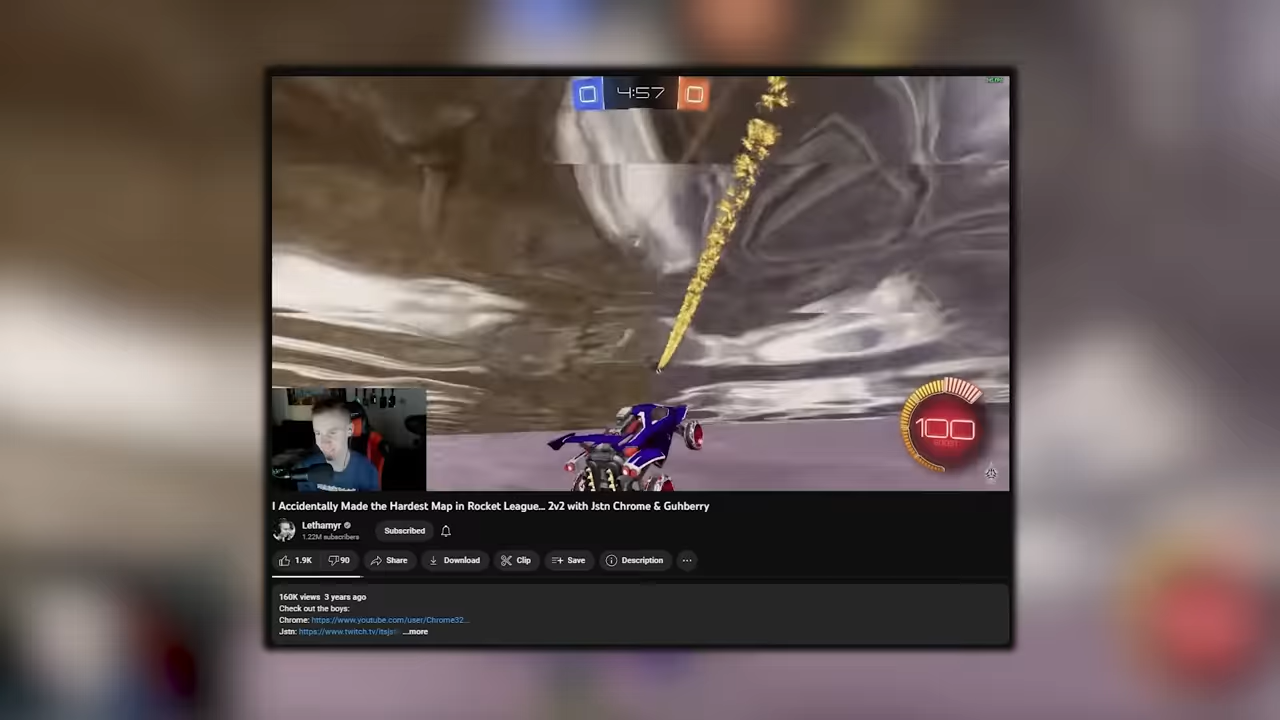 0 4:57 0
100
I Accidentally Made the Hardest Map in Rocket League... 2v2 with Jstn Chrome & Guhberry
Lethamyr
1.22M subscribers
Subscribed
1.9K 90 Share Download Clip Save Description ...
160K views 3 years ago
Check out the boys:
Chrome: https://www.youtube.com/user/Chrome32...
Jstn: https://www.twitch.tv/ ...more